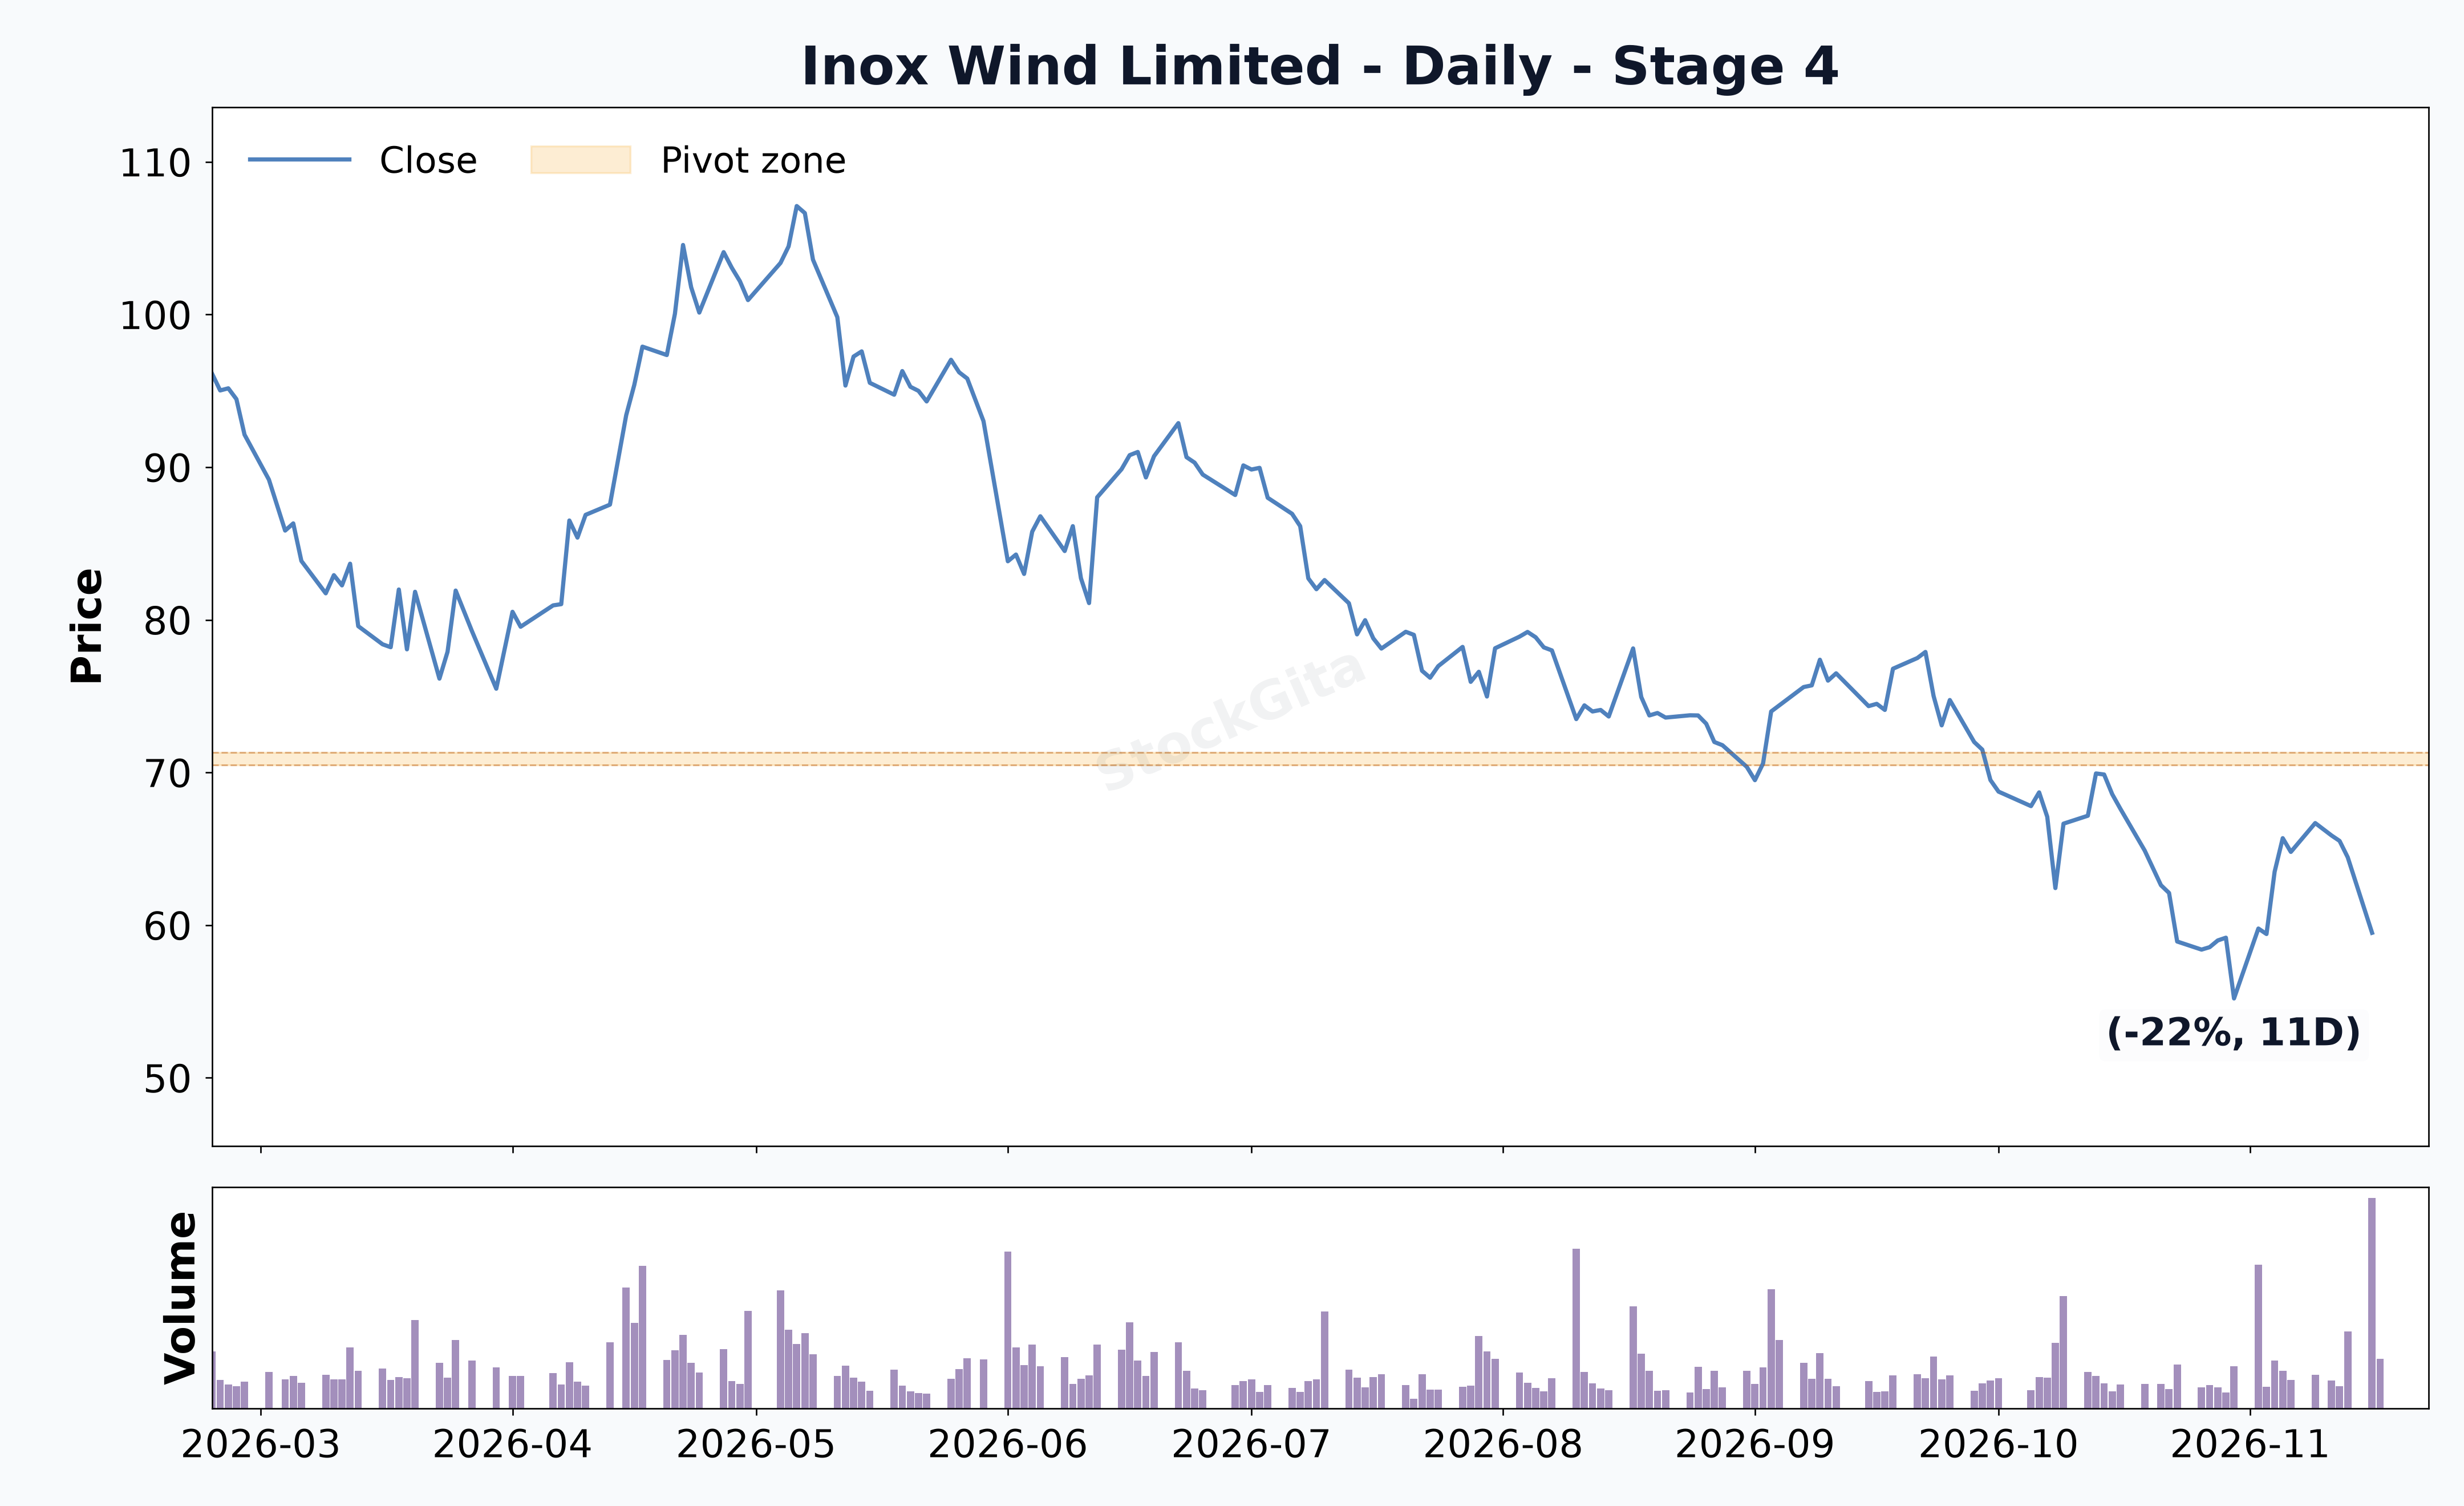 Inox Wind Limited - Daily - Stage 4
Close
Pivot zone
110
100
90
80
70
60
50
Price
StockGita
(-22%, 11D)
Volume
2026-03
2026-04
2026-05
2026-06
2026-07
2026-08
2026-09
2026-10
2026-11